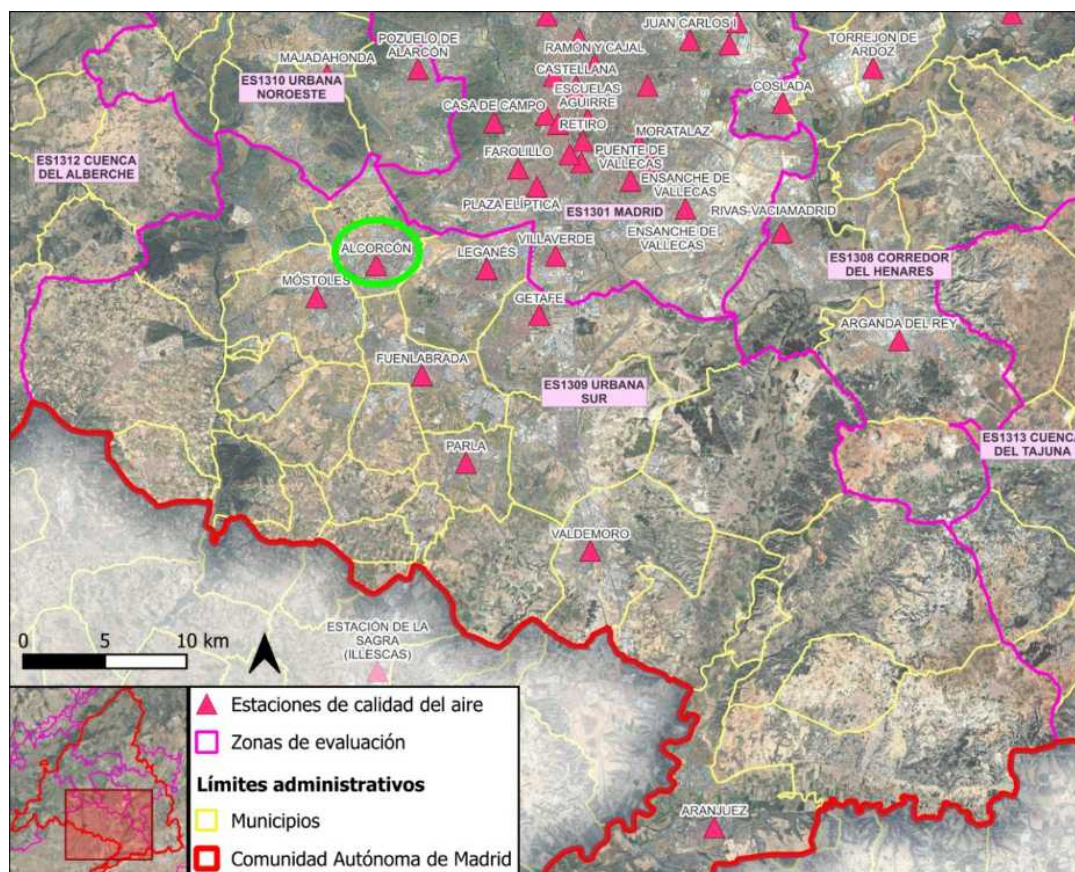 JUAN CARLOS I
POZUELO DE
ALARCÓN
RAMÓN Y CAJAL
TORREJON DE
ARDOZ
MAJADAHONDA
ES1310 URBANA
NOROESTE
CASTELLANA
COSLADA
ESCUELAS
AGUIRRE
CASA DE CAMPO
RETIRO
MORATALAZ
ES1312 CUENCA
DEL ALBERCHE
FAROLILLO
PUENTE DE
VALLECAS
ENSANCHE DE
VALLECAS
PLAZA ELÍPTICA
ES1301 MADRID
RIVAS-VACIAMADRID
ENSANCHE DE
VALLECAS
ALCORCÓN
LEGANÉS
VILLAVERDE
ES1308 CORREDOR
DEL HENARES
MÓSTOLES
GETAFE
ARGANDA DEL REY
FUENLABRADA
ES1309 URBANA
SUR
PARLA
ES1313 CUENCA
DEL TAJUNA
VALDEMORO
ESTACIÓN DE LA
SAGRA
(ILLESCAS)
0 5 10 km
Estaciones de calidad del aire
Zonas de evaluación
Límites administrativos
Municipios
Comunidad Autónoma de Madrid
ARANJUEZ